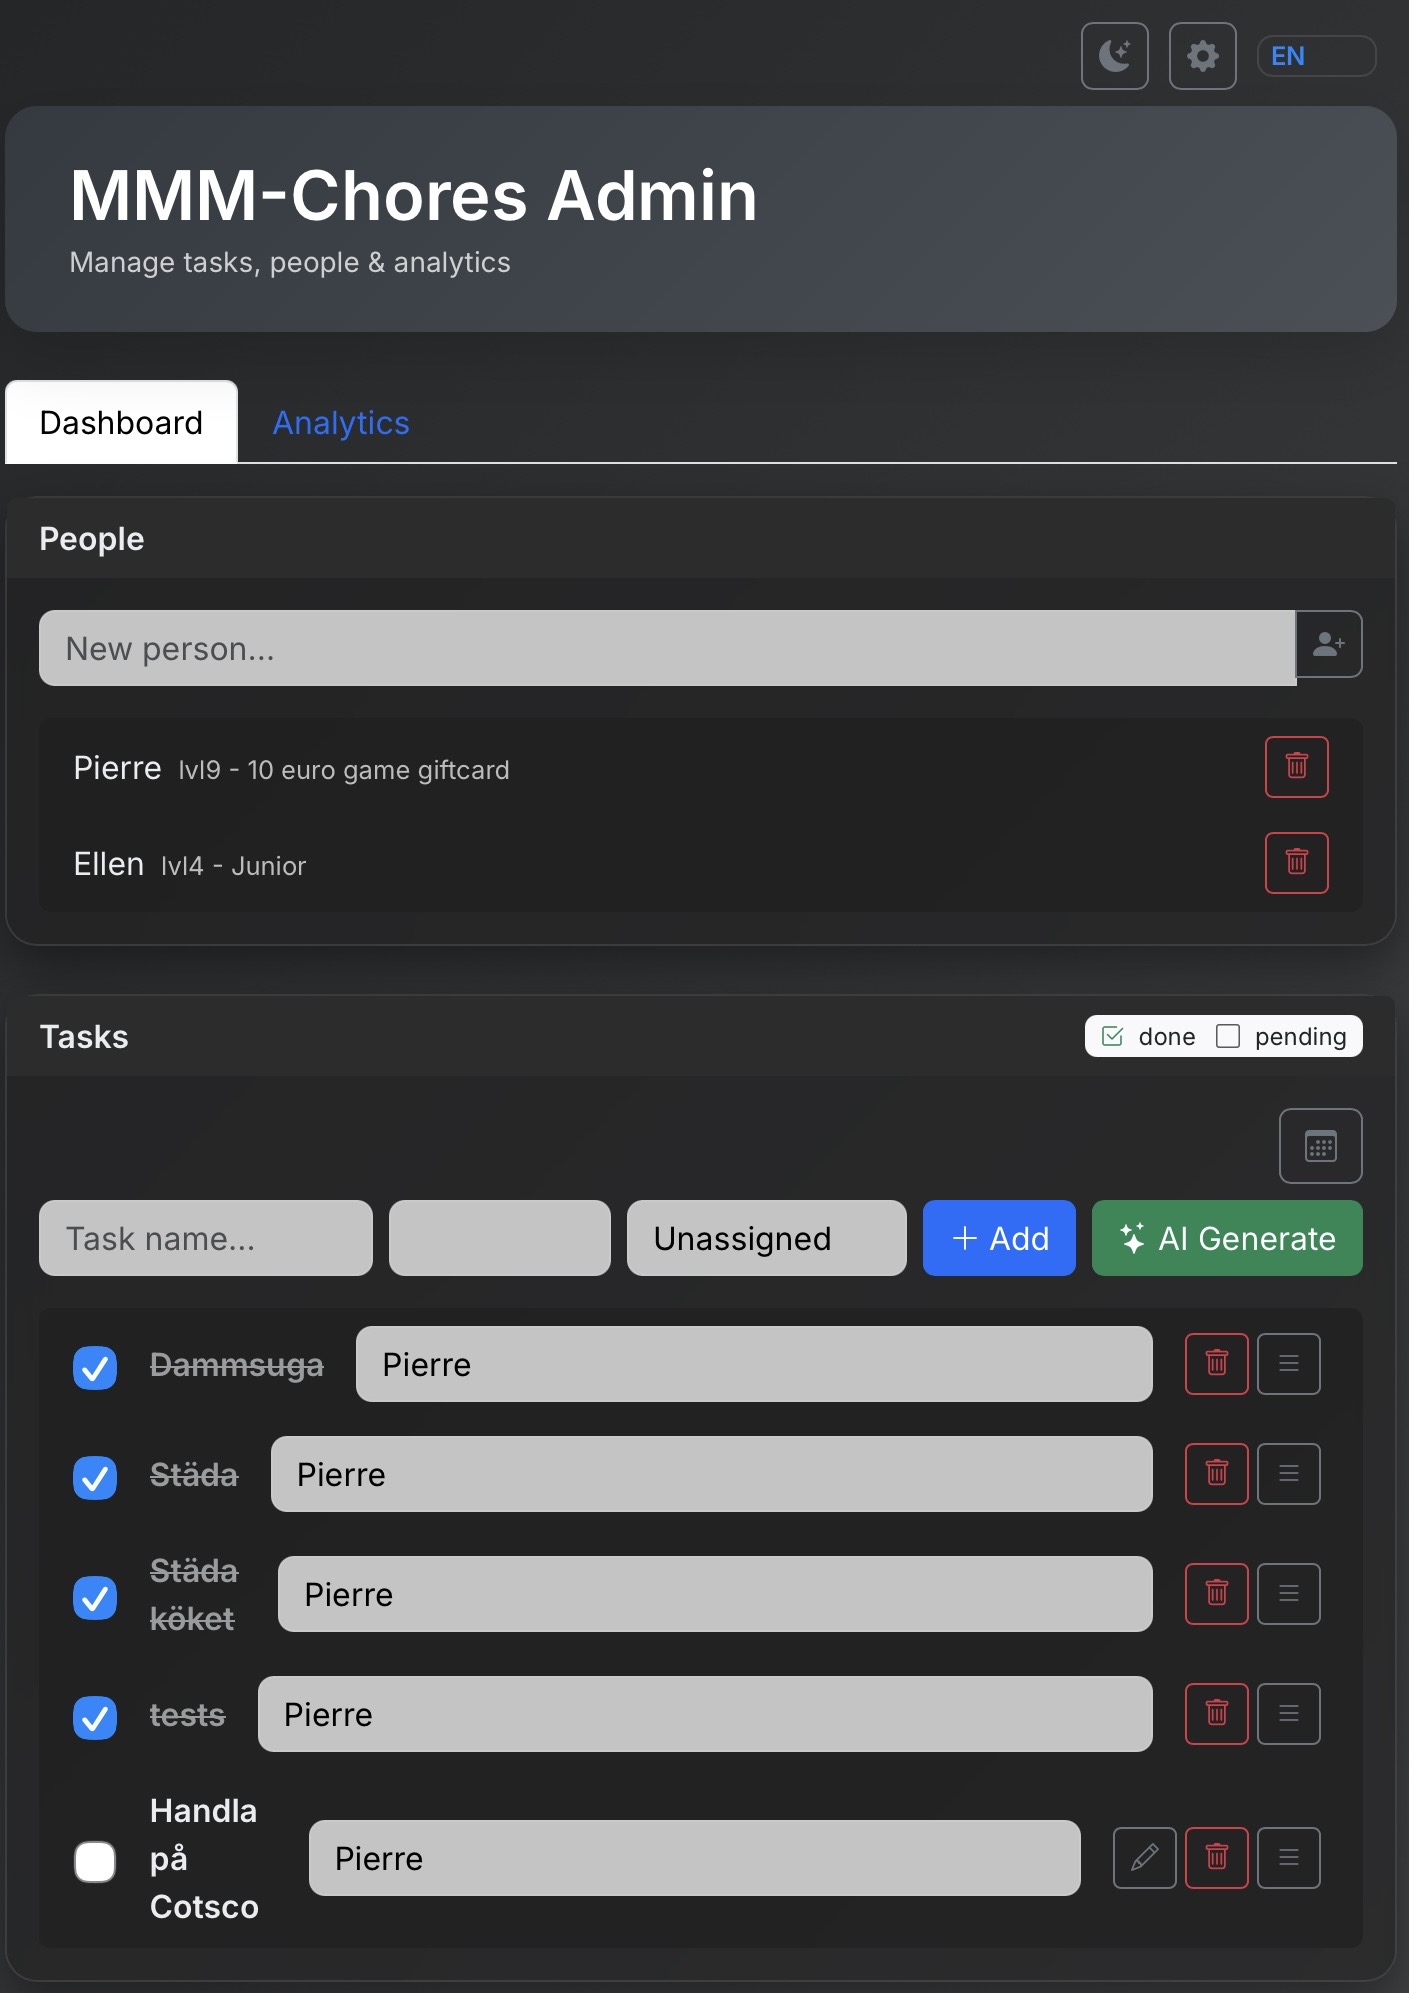 EN
MMM-Chores Admin
Manage tasks, people & analytics
Dashboard Analytics
People
New person...
Pierre lvl9 - 10 euro game giftcard
Ellen lvl4 - Junior
Tasks done pending
Task name... Unassigned + Add AI Generate
Dammsuga Pierre
Städa Pierre
Städa
köket
Pierre
tests Pierre
Handla
på
Cotsco
Pierre